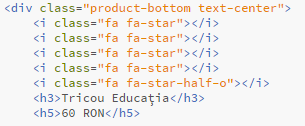 <div class="product-bottom text-center">
<i class="fa fa-star"></i>
<i class="fa fa-star"></i>
<i class="fa fa-star"></i>
<i class="fa fa-star"></i>
<i class="fa fa-star-half-o"></i>
<h3>Tricou Educaţia</h3>
<h5>60 RON</h5>